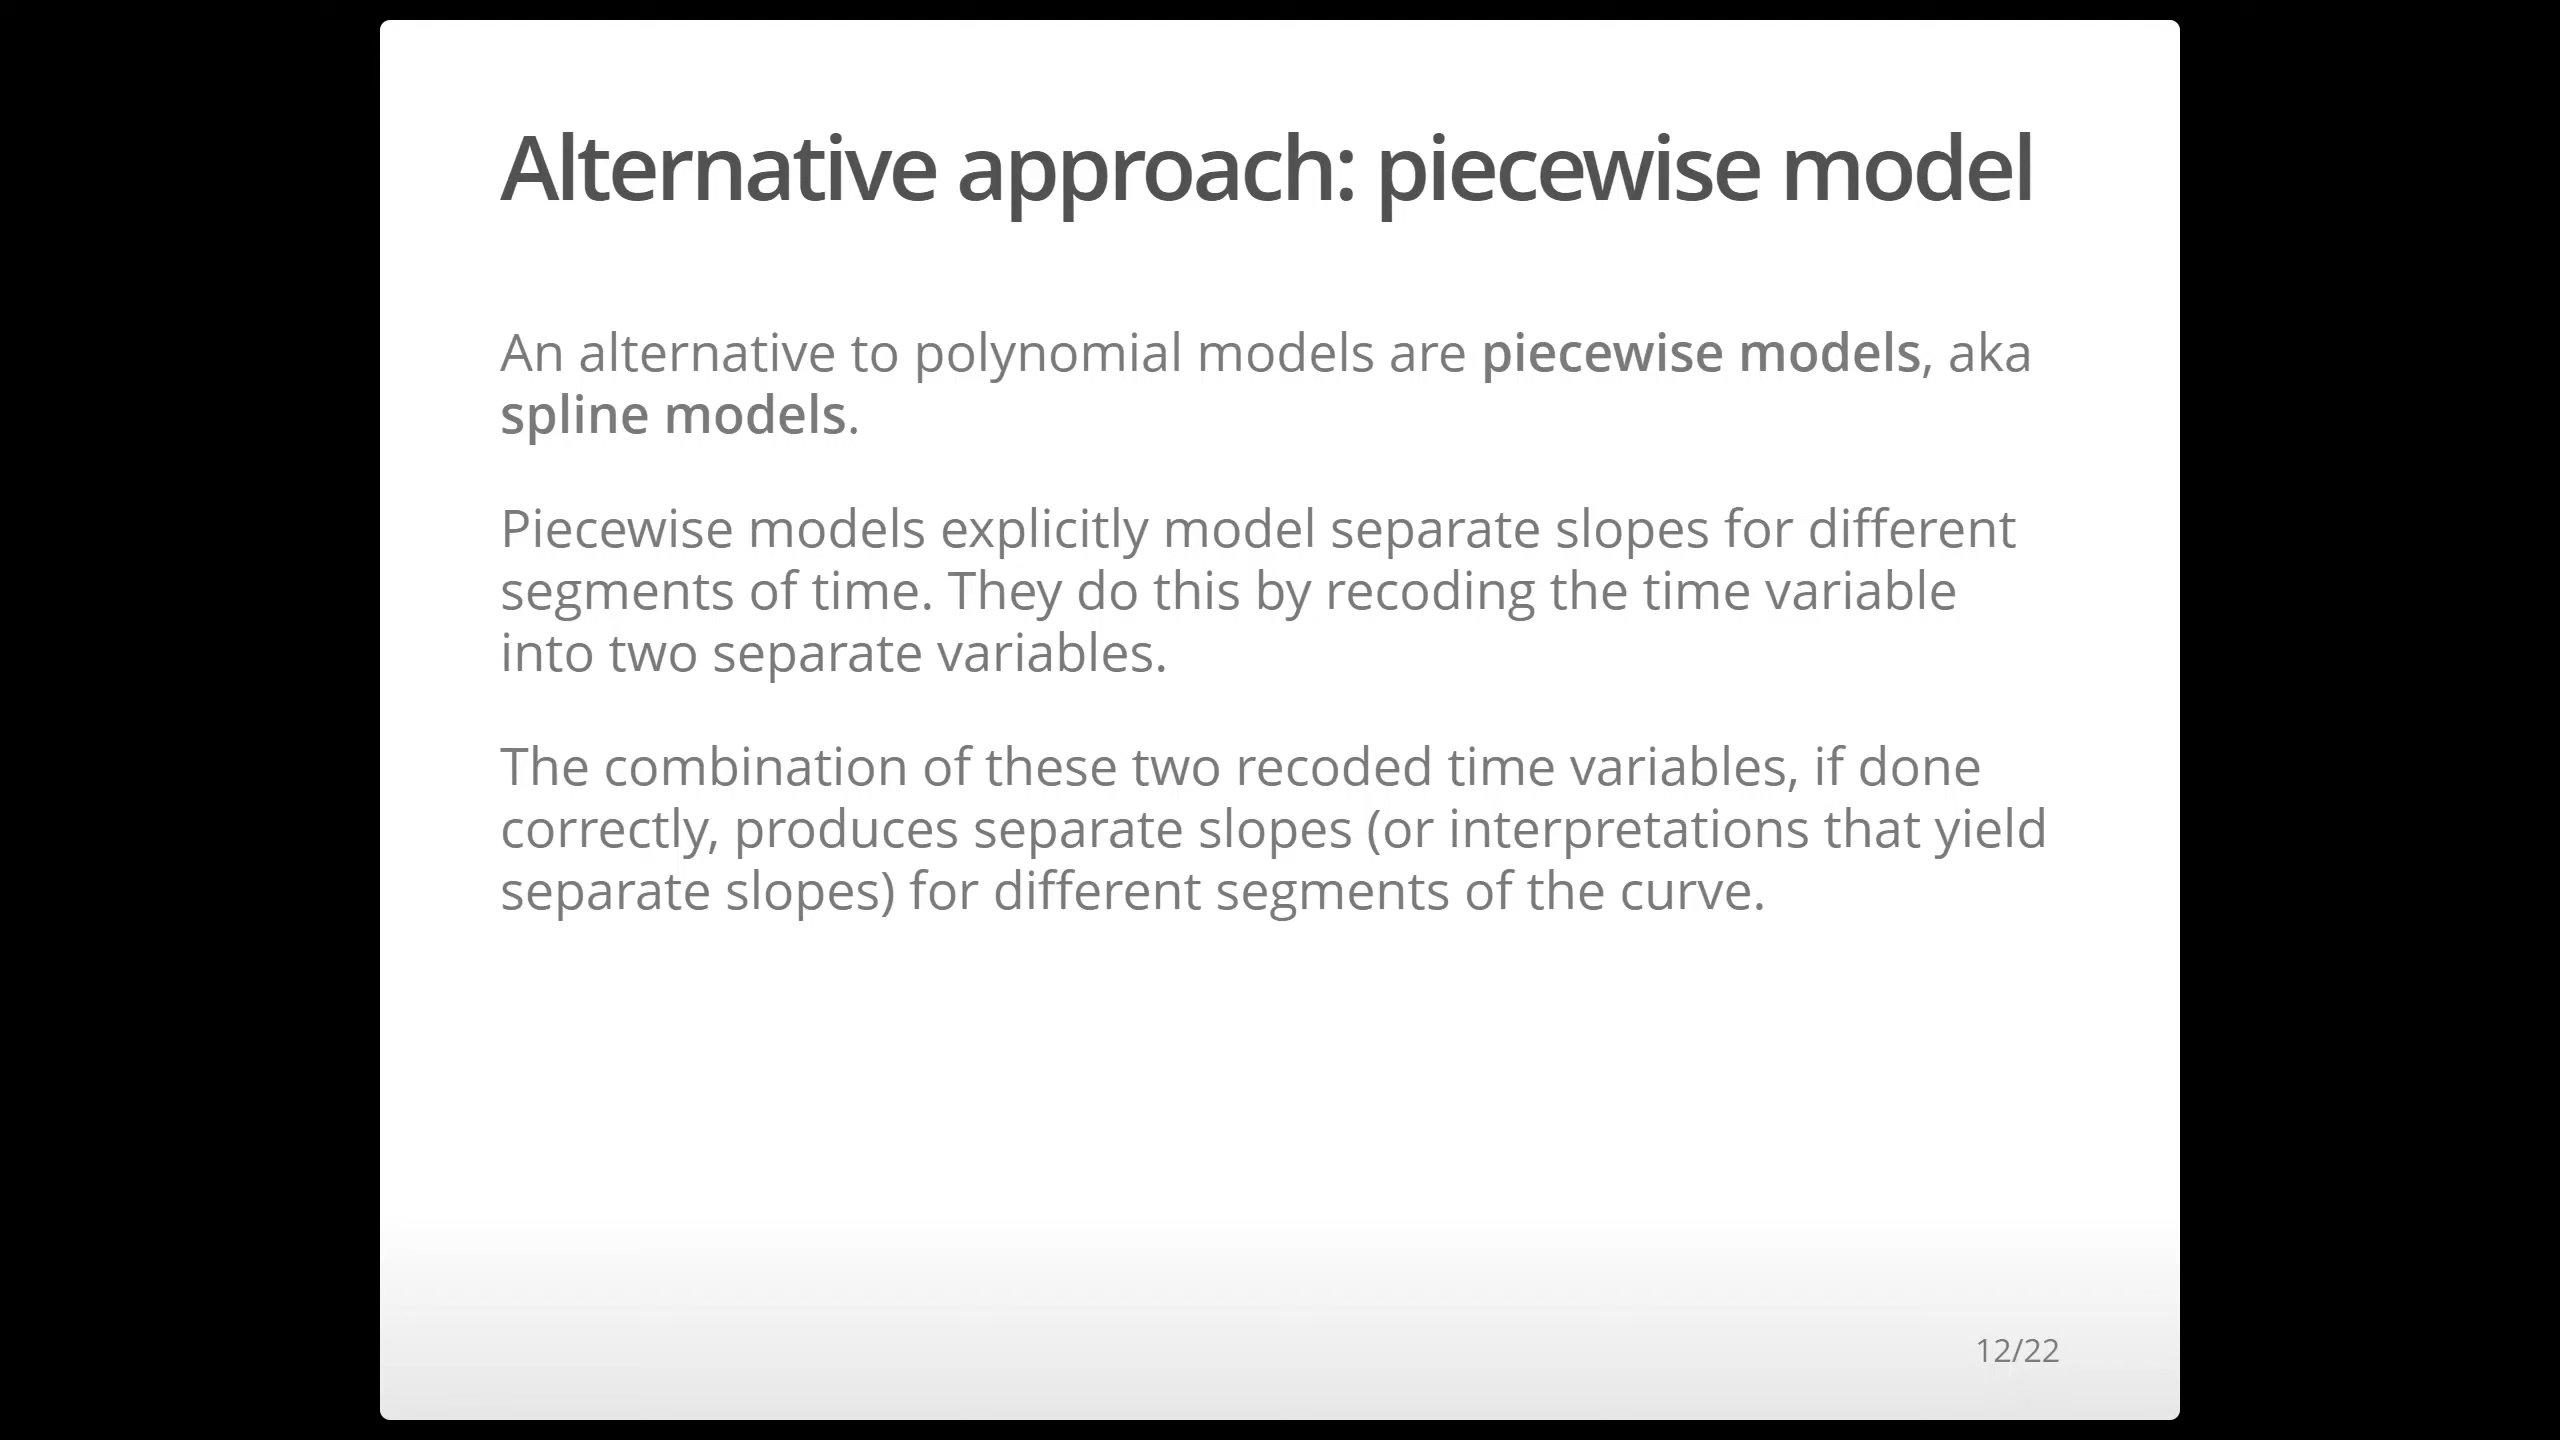 Alternative approach: piecewise model
An alternative to polynomial models are piecewise models, aka
spline models.
Piecewise models explicitly model separate slopes for different
segments of time. They do this by recoding the time variable
into two separate variables.
The combination of these two recoded time variables, if done
correctly, produces separate slopes (or interpretations that yield
separate slopes) for different segments of the curve.
12/22